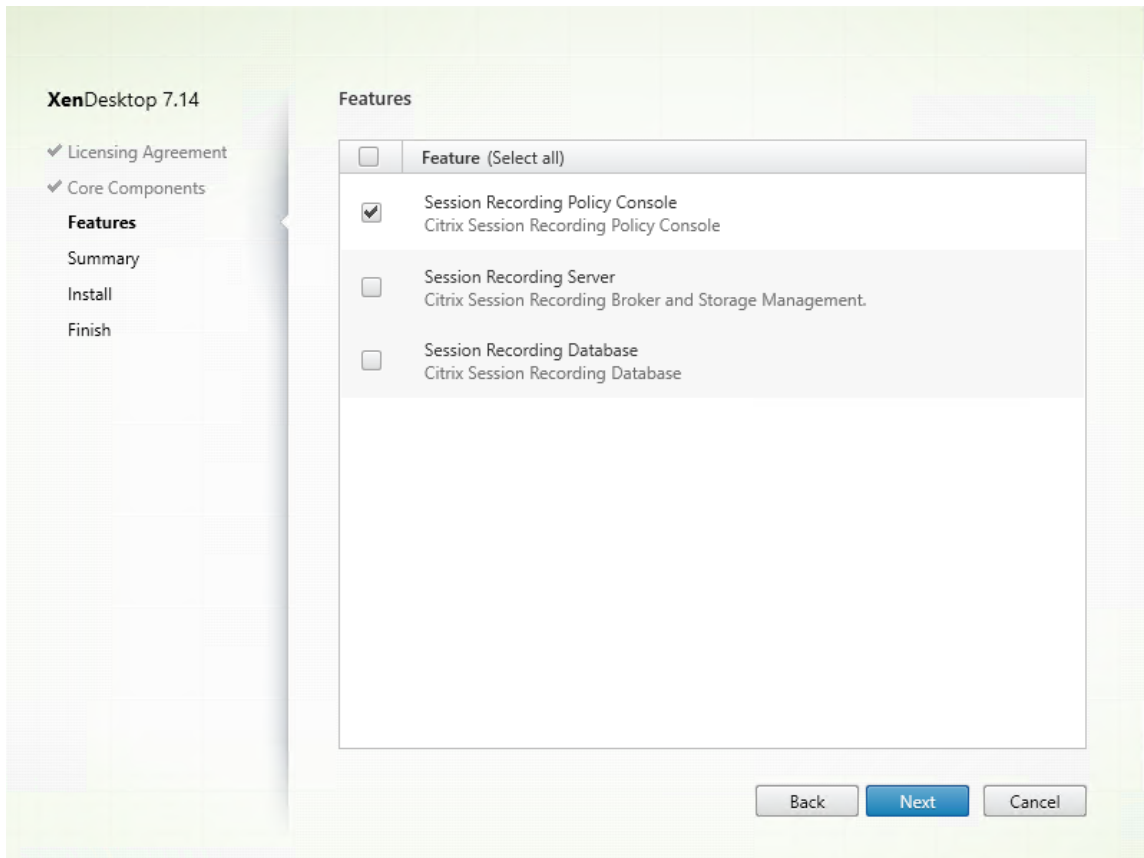 XenDesktop 7.14
Licensing Agreement
Core Components
Features
Summary
Install
Finish
Features
Feature (Select all)
Session Recording Policy Console
Citrix Session Recording Policy Console
Session Recording Server
Citrix Session Recording Broker and Storage Management.
Session Recording Database
Citrix Session Recording Database
Back Next Cancel